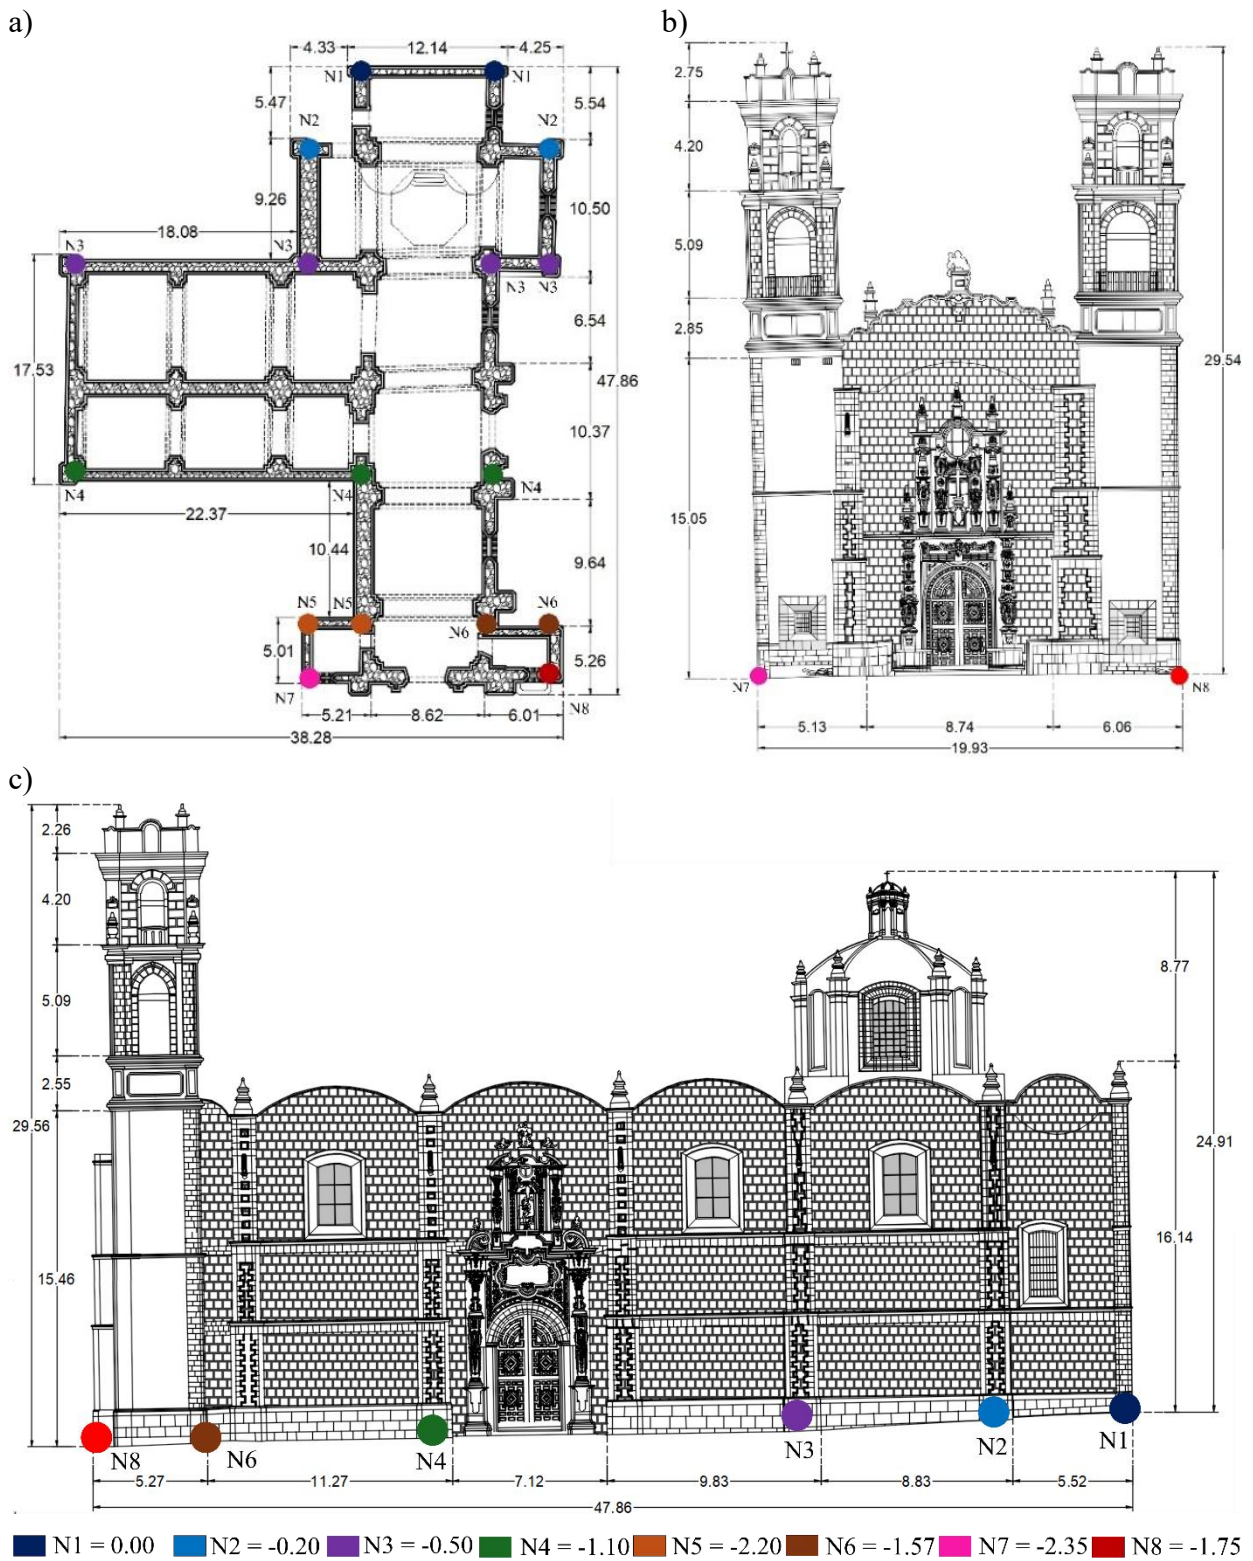 a)
4.33 12.14 4.25
N1 N1
5.47 5.54
N2 N2
9.26 10.50
18.08
N3 N3 N3 N3
6.54
17.53 47.86
10.37
N4 N4 N4
22.37
10.44 9.64
N5 N5 N6 N6
5.01 5.26
N7 N8
5.21 8.62 6.01
38.28
b)
2.75
4.20
5.09
2.85
29.54
15.05
N7 N8
5.13 8.74 6.06
19.93
c)
2.26
4.20
8.77
5.09
2.55
29.56 24.91
16.14
15.46
N8 N6 N4 N3 N2 N1
5.27 11.27 7.12 9.83 8.83 5.52
47.86
N1 = 0.00 N2 = -0.20 N3 = -0.50 N4 = -1.10 N5 = -2.20 N6 = -1.57 N7 = -2.35 N8 = -1.75